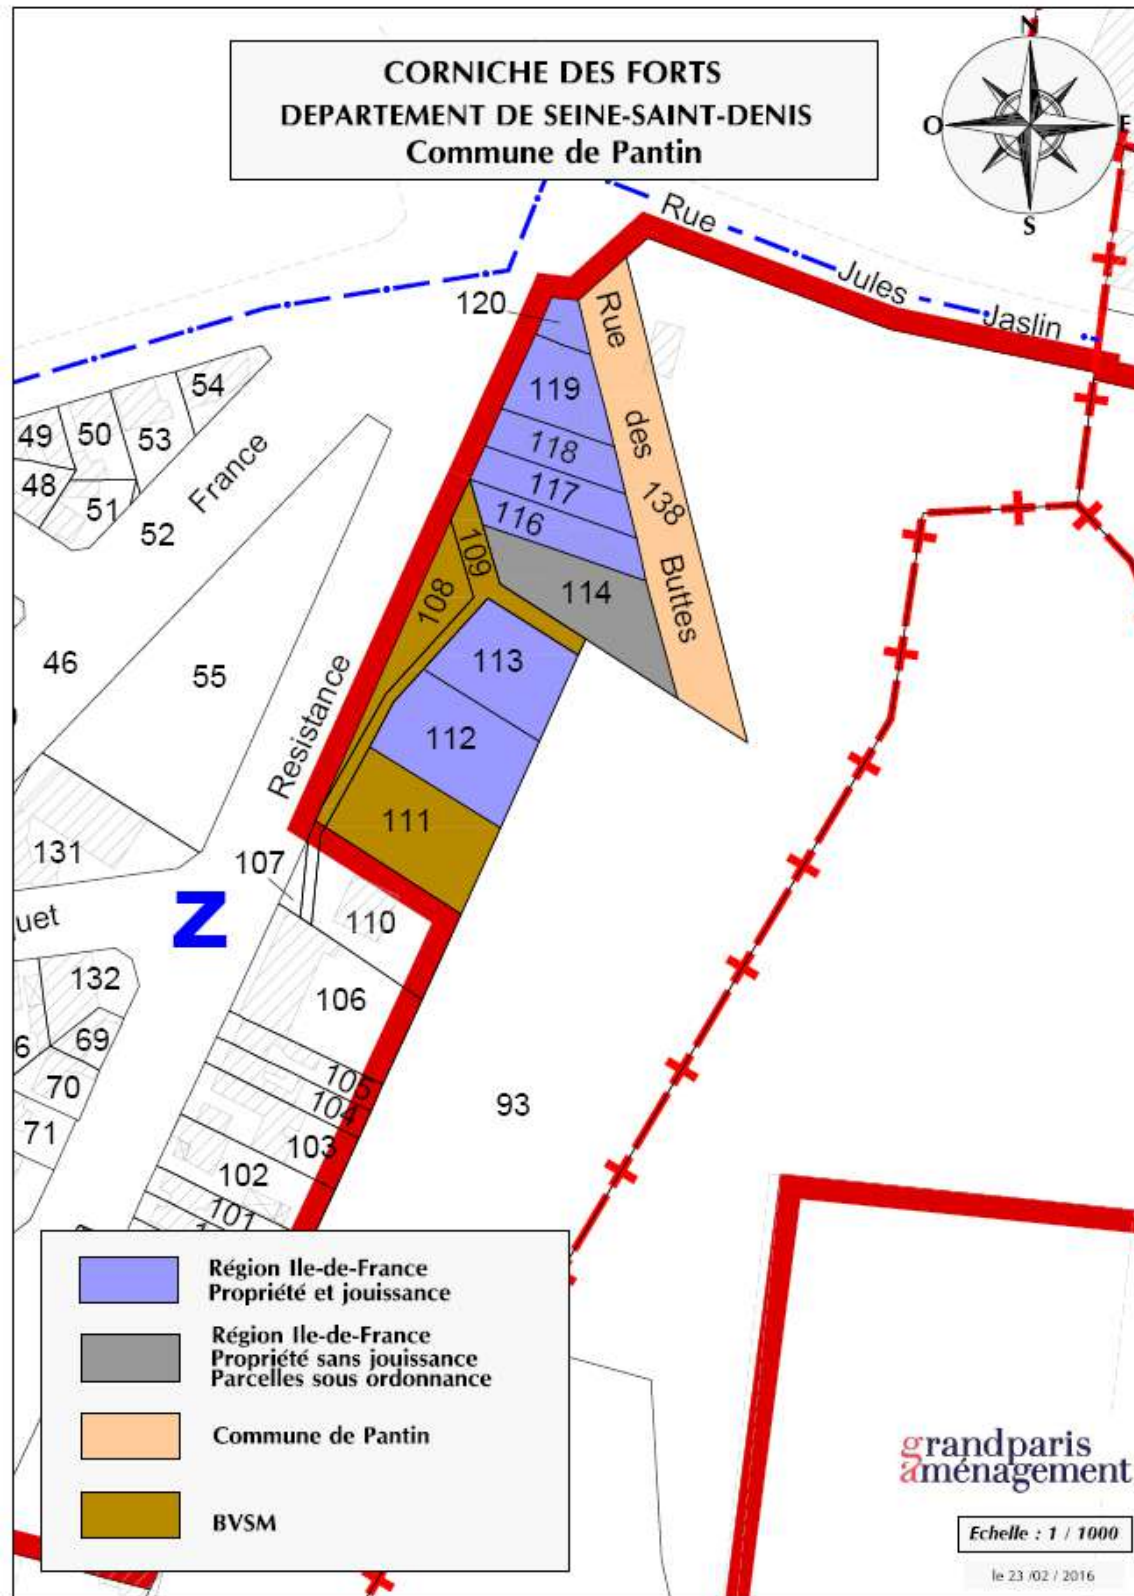 CORNICHE DES FORTS
DEPARTEMENT DE SEINE-SAINT-DENIS
Commune de Pantin
N
O
E
S
Rue Jules Jaslin
120
Rue des Buttes
138
119
118
117
116
109
108
114
113
112
111
54
49
50
53
48
51
52
France
46
55
Resistance
131
107
110
uet
Z
132
106
6
69
70
71
105
104
103
102
101
93
Région Ile-de-France
Propriété et jouissance
Région Ile-de-France
Propriété sans jouissance
Parcelles sous ordonnance
Commune de Pantin
BVSM
grandparis
aménagement
Echelle : 1 / 1000
le 23 /02 / 2016